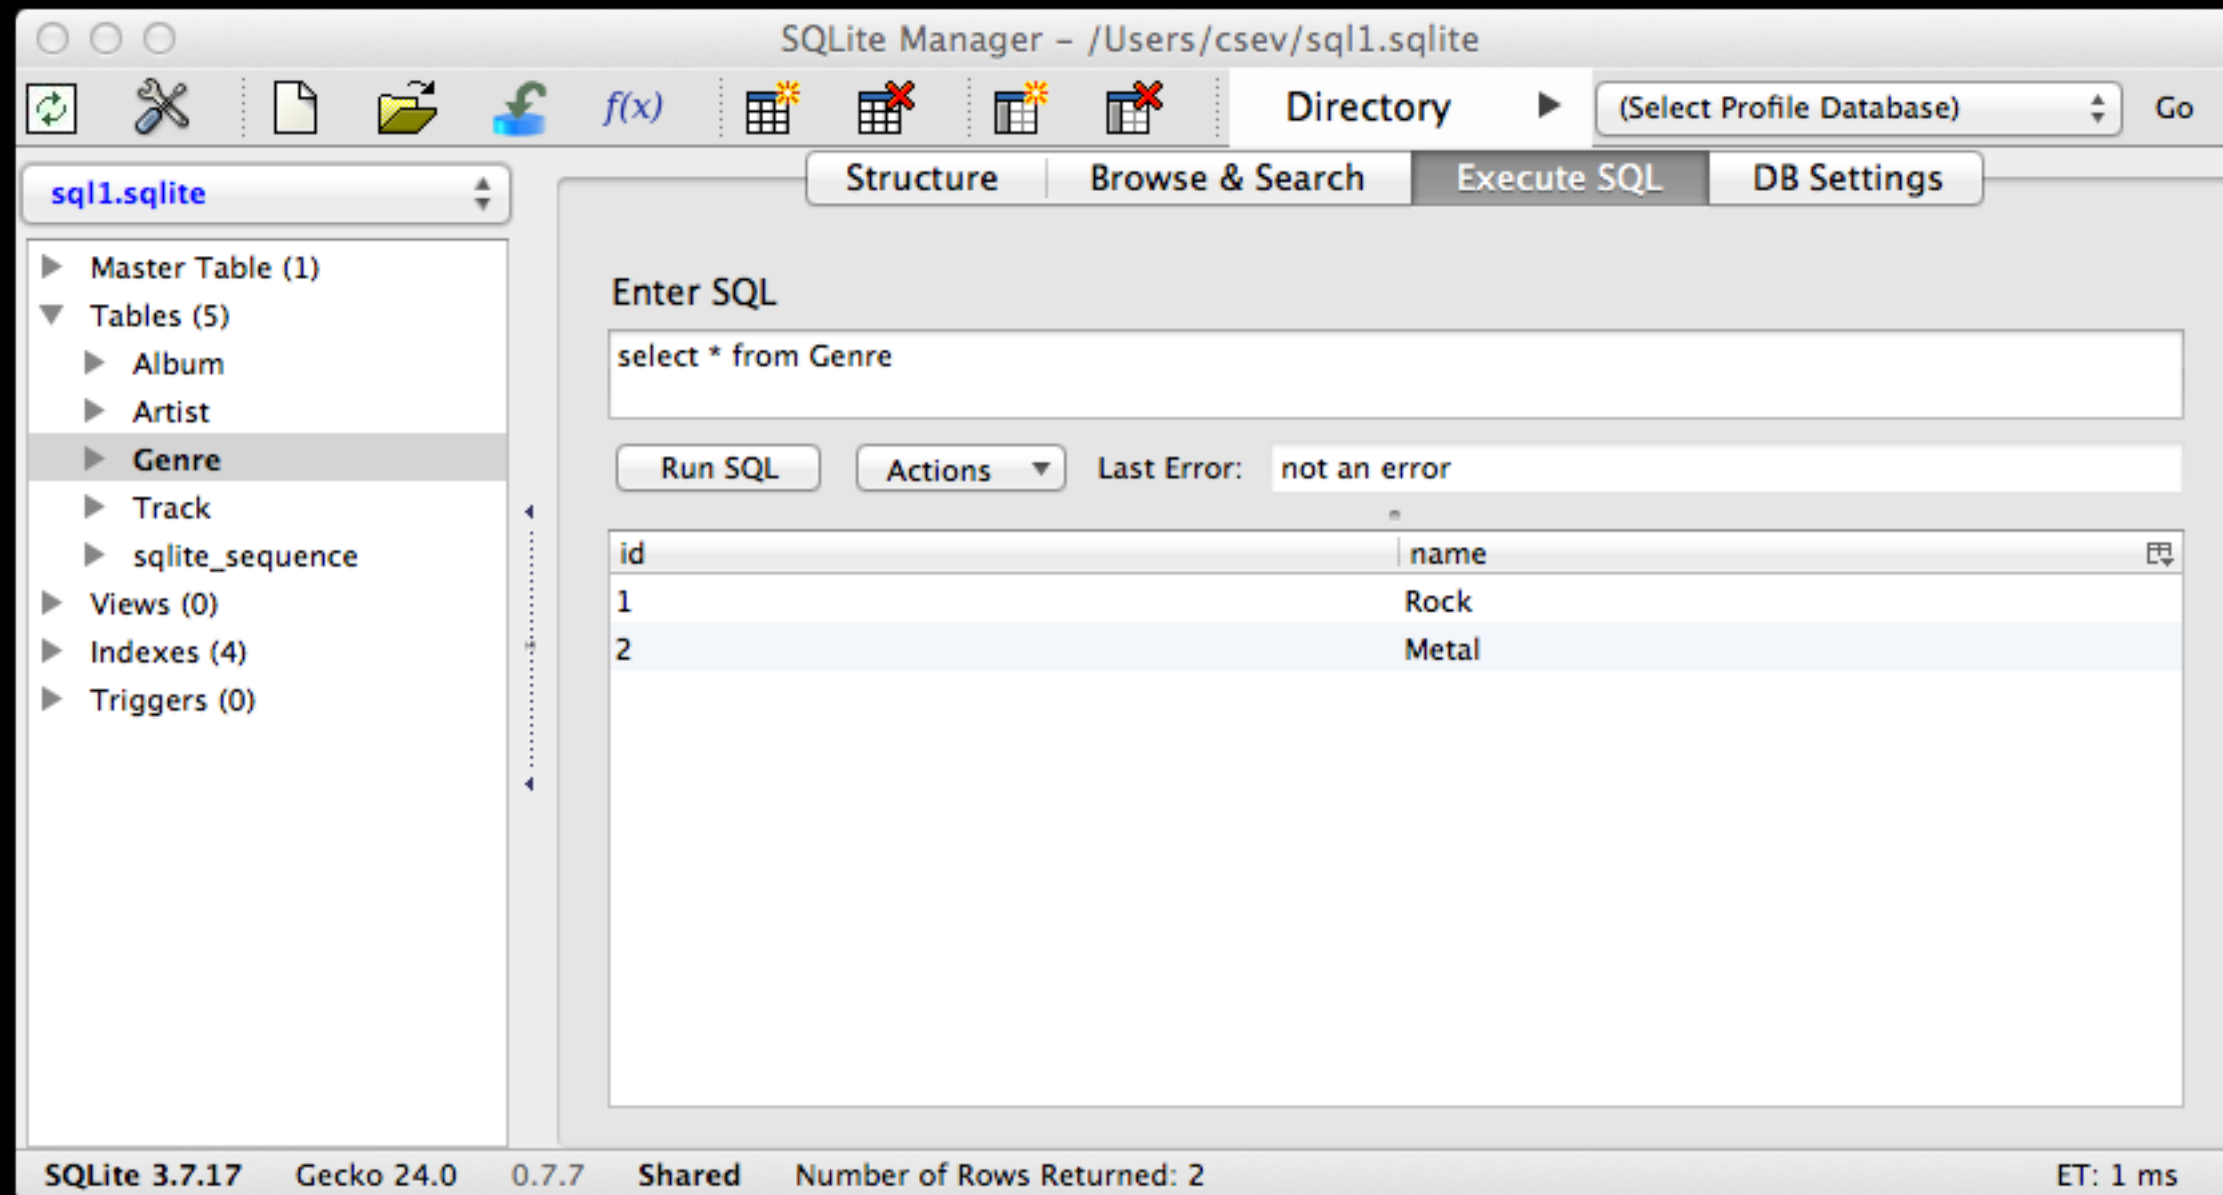 SQLite Manager – /Users/csev/sql1.sqlite
f(x) Directory (Select Profile Database) Go
sql1.sqlite
Structure Browse & Search Execute SQL DB Settings
Master Table (1)
Tables (5)
Album
Artist
Genre
Track
sqlite_sequence
Views (0)
Indexes (4)
Triggers (0)
Enter SQL
select * from Genre
Run SQL Actions Last Error: not an error
id name
1 Rock
2 Metal
SQLite 3.7.17 Gecko 24.0 0.7.7 Shared Number of Rows Returned: 2 ET: 1 ms